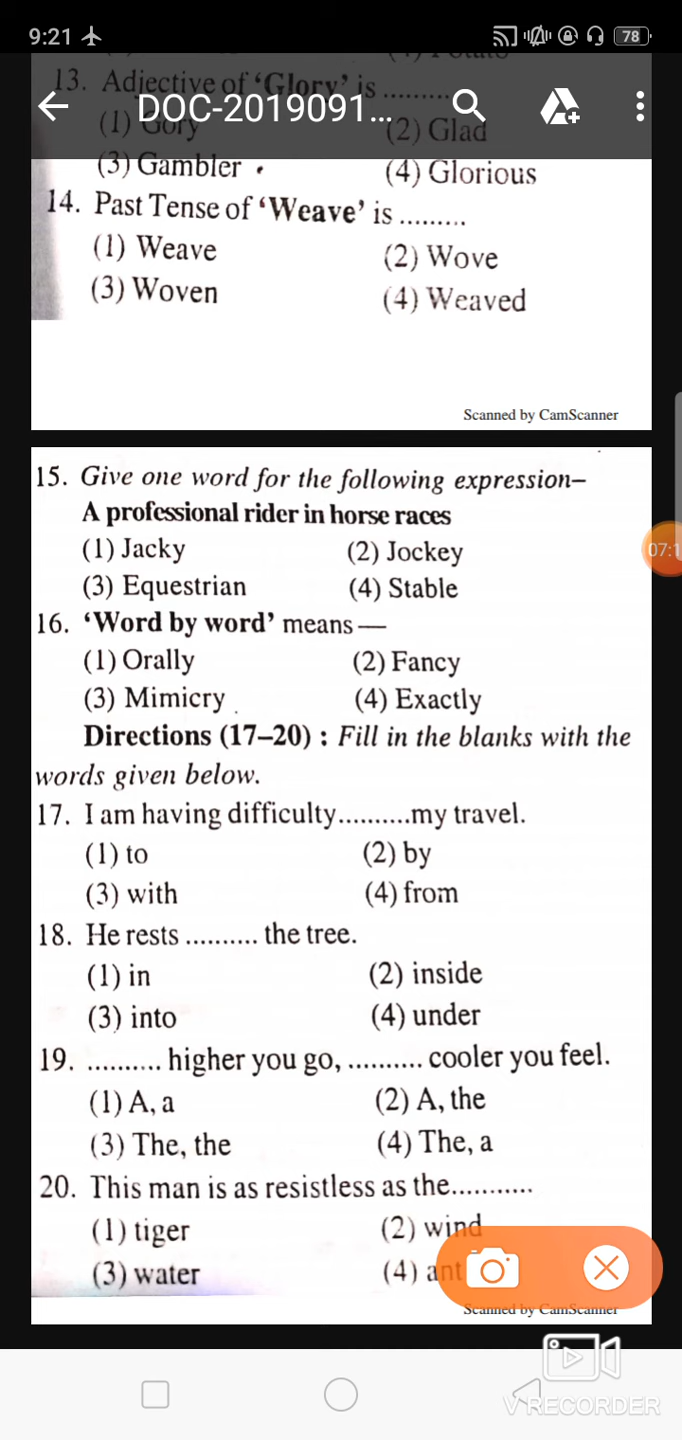 9:21
78
13. Adjective of ‘Glory’ is ..........
DOC-2019091...
(1) Gory (2) Glad
(3) Gambler (4) Glorious
14. Past Tense of ‘Weave’ is .........
(1) Weave (2) Wove
(3) Woven (4) Weaved
Scanned by CamScanner
15. Give one word for the following expression–
A professional rider in horse races
(1) Jacky (2) Jockey
(3) Equestrian (4) Stable
07:1
16. ‘Word by word’ means —
(1) Orally (2) Fancy
(3) Mimicry (4) Exactly
Directions (17–20) : Fill in the blanks with the
words given below.
17. I am having difficulty..........my travel.
(1) to (2) by
(3) with (4) from
18. He rests .......... the tree.
(1) in (2) inside
(3) into (4) under
19. .......... higher you go, .......... cooler you feel.
(1) A, a (2) A, the
(3) The, the (4) The, a
20. This man is as resistless as the...........
(1) tiger (2) wind
(3) water (4) ant
Scanned by CamScanner
V RECORDER